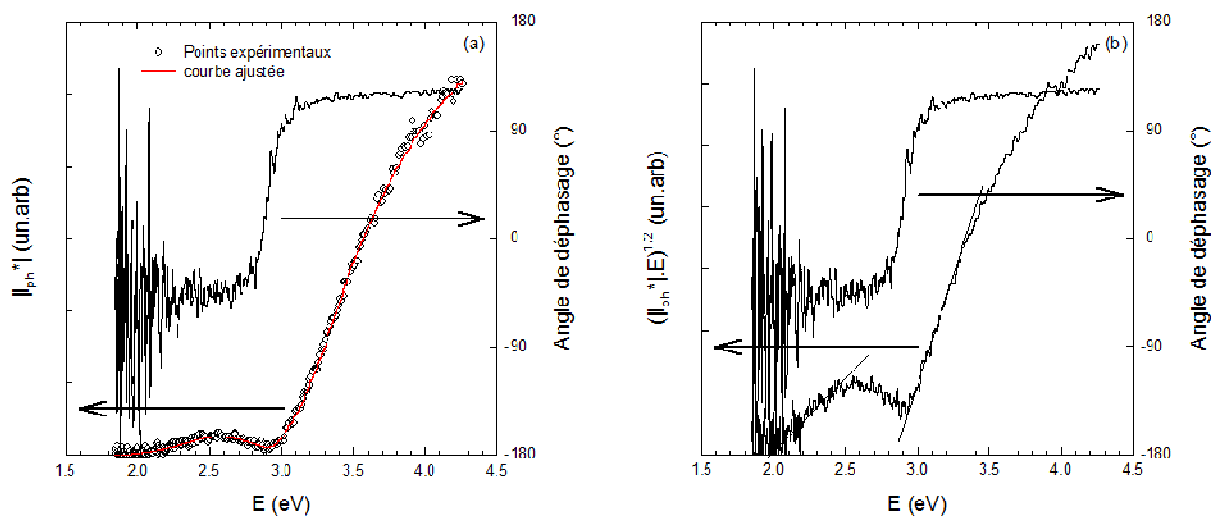 (a)
Points expérimentaux
courbe ajustée
|Iph*| (un.arb)
180
90
0
-90
-180
Angle de déphasage (°)
1.5 2.0 2.5 3.0 3.5 4.0 4.5
E (eV)
(b)
(|Iph*|.E)^1.2 (un.arb)
180
90
0
-90
-180
Angle de déphasage (°)
1.5 2.0 2.5 3.0 3.5 4.0 4.5
E (eV)